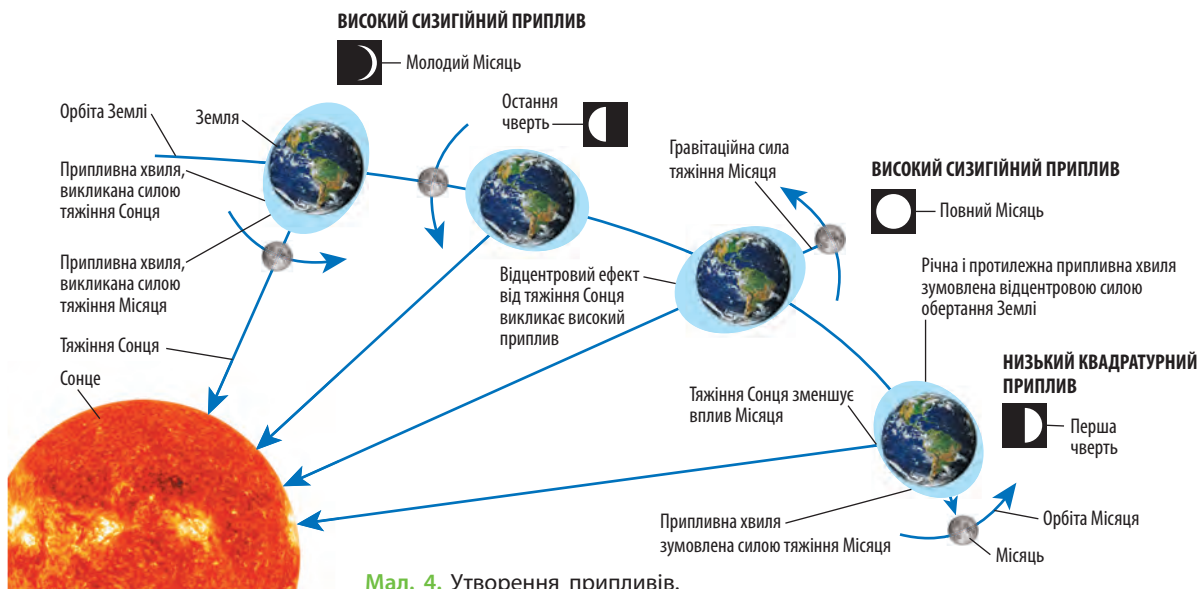 ВИСОКИЙ СИЗИГІЙНИЙ ПРИПЛИВ
Молодий Місяць
Орбіта Землі
Земля
Остання
чверть
Припливна хвиля,
викликана силою
тяжіння Сонця
Припливна хвиля,
викликана силою
тяжіння Місяця
Тяжіння Сонця
Сонце
Гравітаційна сила
тяжіння Місяця
ВИСОКИЙ СИЗИГІЙНИЙ ПРИПЛИВ
Повний Місяць
Відцентровий ефект
від тяжіння Сонця
викликає високий
приплив
Річна і протилежна припливна хвиля
зумовлена відцентровою силою
обертання Землі
Тяжіння Сонця зменшує
вплив Місяця
НИЗЬКИЙ КВАДРАТУРНИЙ
ПРИПЛИВ
Перша
чверть
Припливна хвиля
зумовлена силою тяжіння Місяця
Орбіта Місяця
Місяць
Мал. 4. Утворення припливів.